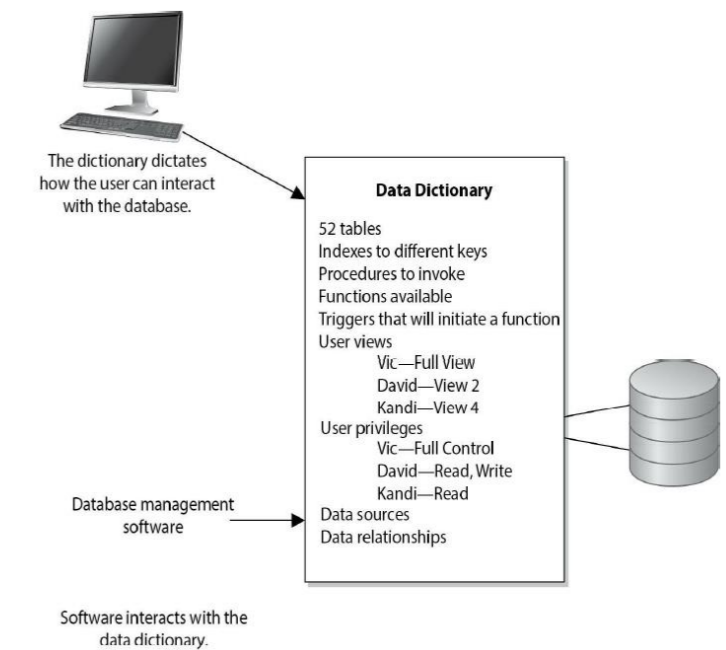 The dictionary dictates
how the user can interact
with the database.
Data Dictionary
52 tables
Indexes to different keys
Procedures to invoke
Functions available
Triggers that will initiate a function
User views
Vic—Full View
David—View 2
Kandi—View 4
User privileges
Vic—Full Control
David—Read, Write
Kandi—Read
Data sources
Data relationships
Database management
software
Software interacts with the
data dictionary.